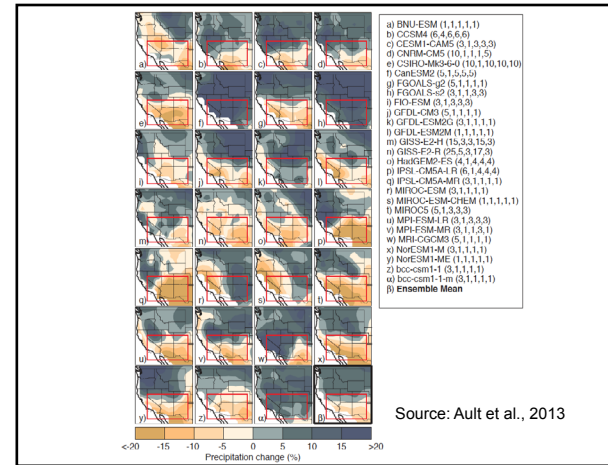 a) b) c) d)
e) f) g) h)
i) j) k) l)
m) n) o) p)
q) r) s) t)
u) v) w) x)
y) z) α) β)
<-20 -15 -10 -5 0 5 10 15 >20
Precipitation change (%)
a) BNU-ESM (1,1,1,1,1)
b) CCSM4 (6,4,6,6,6)
c) CESM1-CAM5 (3,1,3,3,3)
d) CNRM-CM5 (10,1,1,1,5)
e) CSIRO-Mk3-6-0 (10,1,10,10,10)
f) CanESM2 (5,1,5,5,5)
g) FGOALS-g2 (5,1,1,1,1)
h) FGOALS-s2 (3,1,1,3,3)
i) FIO-ESM (3,1,3,3,3)
j) GFDL-CM3 (5,1,1,1,1)
k) GFDL-ESM2G (3,1,1,1,1)
l) GFDL-ESM2M (1,1,1,1,1)
m) GISS-E2-H (15,3,3,15,3)
n) GISS-E2-R (25,5,3,17,3)
o) HadGEM2-ES (4,1,4,4,4)
p) IPSL-CM5A-LR (6,1,4,4,4)
q) IPSL-CM5A-MR (3,1,1,1,1)
r) MIROC-ESM (3,1,1,1,1)
s) MIROC-ESM-CHEM (1,1,1,1,1)
t) MIROC5 (5,1,3,3,3)
u) MPI-ESM-LR (3,1,3,3,3)
v) MPI-ESM-MR (3,1,1,3,1)
w) MRI-CGCM3 (5,1,1,1,1)
x) NorESM1-M (3,1,1,1,1)
y) NorESM1-ME (1,1,1,1,1)
z) bcc-csm1-1 (3,1,1,1,1)
α) bcc-csm1-1-m (3,1,1,1,1)
β) Ensemble Mean
Source: Ault et al., 2013